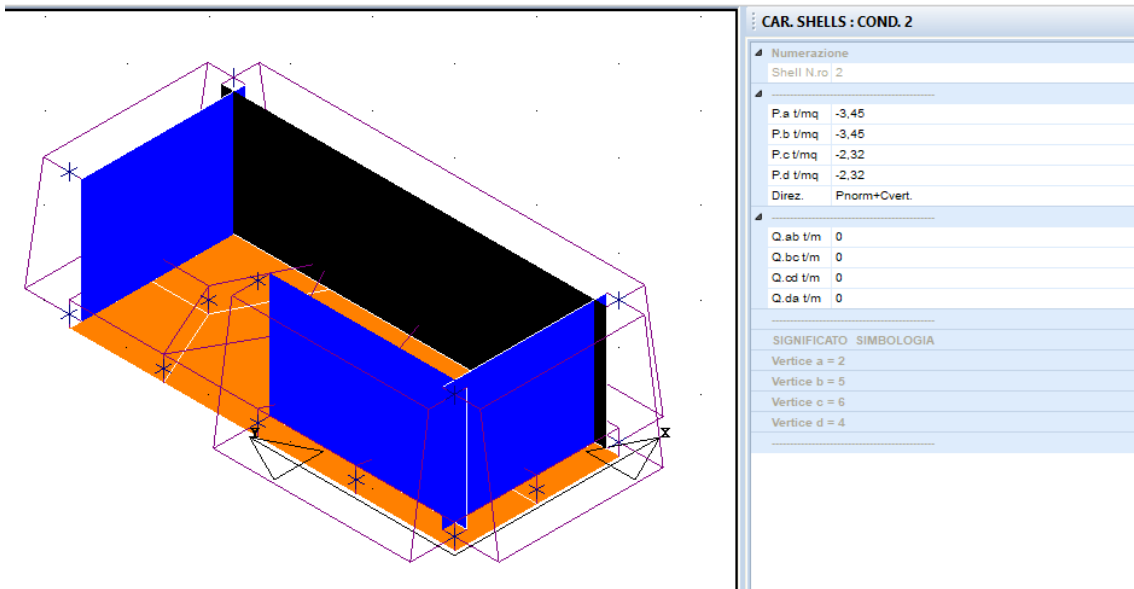 CAR. SHELLS : COND. 2
Numerazione
Shell N.ro 2
P.a t/mq -3,45
P.b t/mq -3,45
P.c t/mq -2,32
P.d t/mq -2,32
Direz. Pnorm+Cvert.
Q.ab t/m 0
Q.bc t/m 0
Q.cd t/m 0
Q.da t/m 0
SIGNIFICATO SIMBOLOGIA
Vertice a = 2
Vertice b = 5
Vertice c = 6
Vertice d = 4